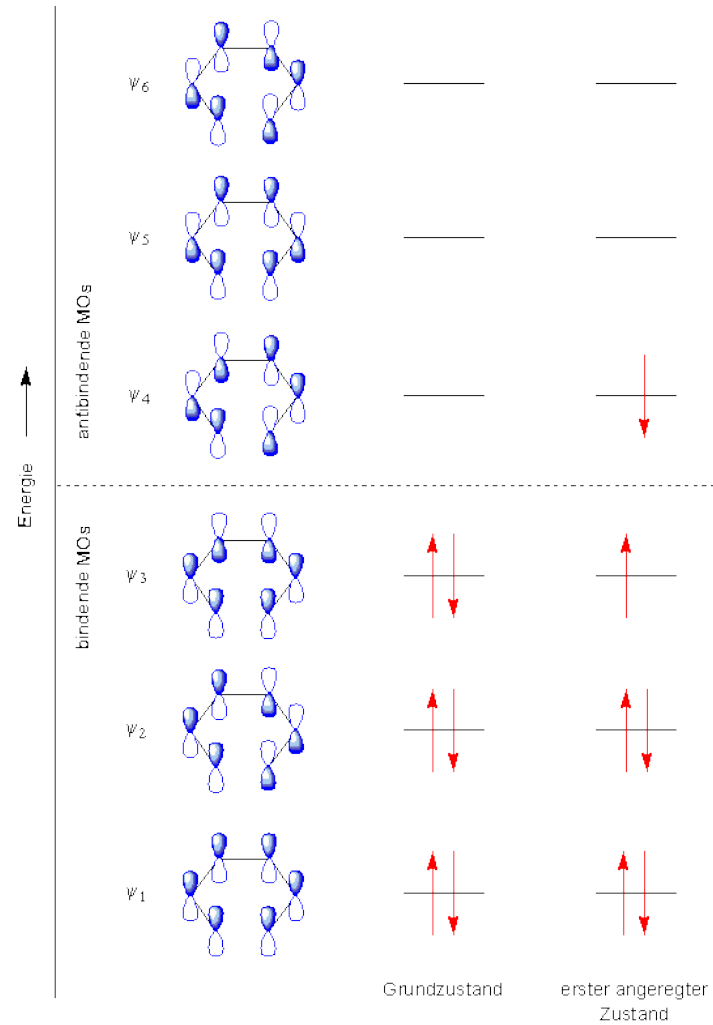 Ψ6
Ψ5
antibindende MOs
Ψ4
Energie
bindende MOs
Ψ3
Ψ2
Ψ1
Grundzustand
erster angeregter
Zustand